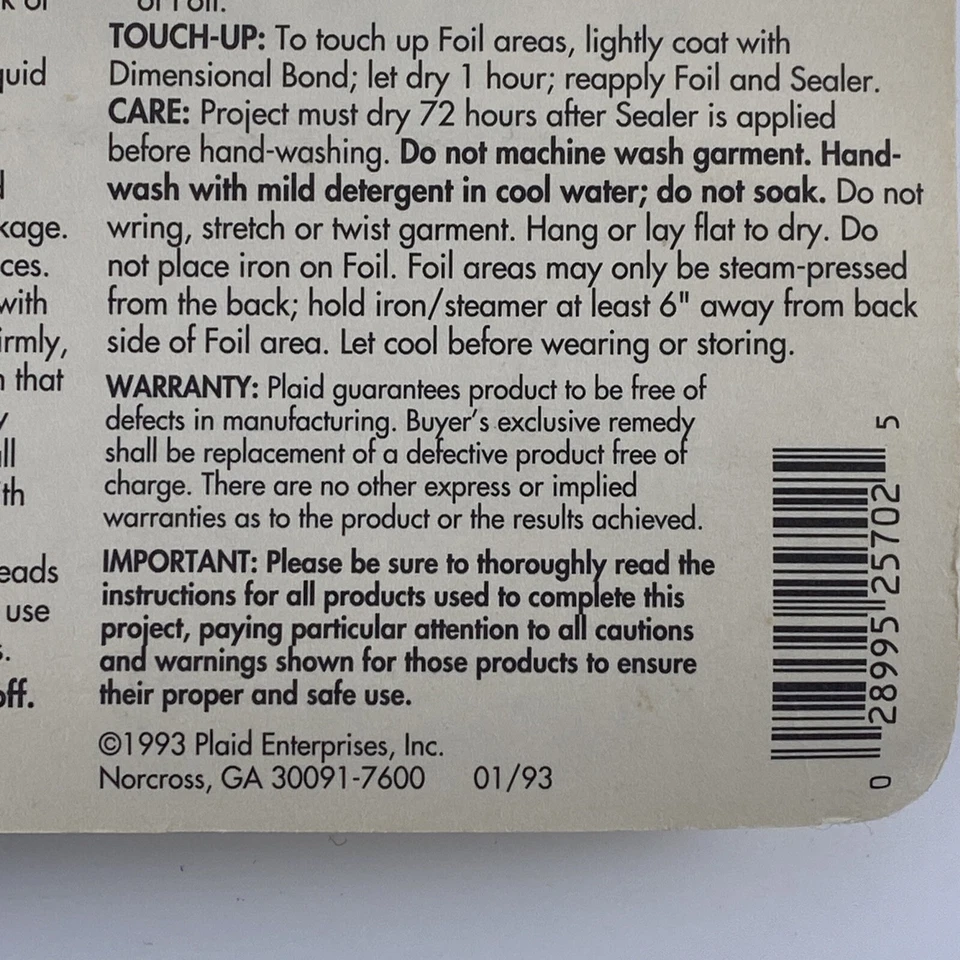 of Foil.
TOUCH-UP: To touch up Foil areas, lightly coat with
Dimensional Bond; let dry 1 hour; reapply Foil and Sealer.
CARE: Project must dry 72 hours after Sealer is applied
before hand-washing. Do not machine wash garment. Hand-
wash with mild detergent in cool water; do not soak. Do not
wring, stretch or twist garment. Hang or lay flat to dry. Do
not place iron on Foil. Foil areas may only be steam-pressed
from the back; hold iron/steamer at least 6" away from back
side of Foil area. Let cool before wearing or storing.
WARRANTY: Plaid guarantees product to be free of
defects in manufacturing. Buyer's exclusive remedy
shall be replacement of a defective product free of
charge. There are no other express or implied
warranties as to the product or the results achieved.
IMPORTANT: Please be sure to thoroughly read the
instructions for all products used to complete this
project, paying particular attention to all cautions
and warnings shown for those products to ensure
their proper and safe use.
©1993 Plaid Enterprises, Inc.
Norcross, GA 30091-7600 01/93
with
that
use
0 28995 25702 5